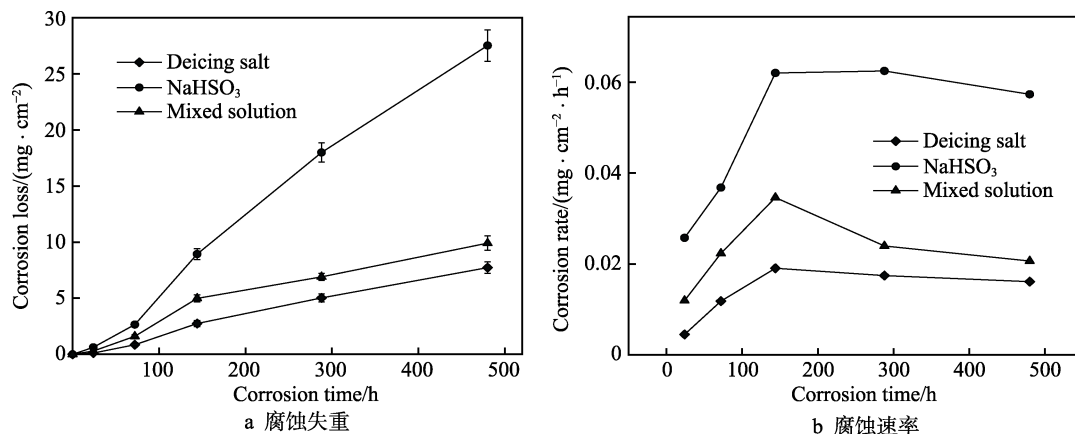 30
25
20
15
10
5
0
Corrosion loss/(mg · cm⁻²)
Deicing salt
NaHSO₃
Mixed solution
100
200
300
400
500
Corrosion time/h
a 腐蚀失重
0.06
0.04
0.02
0
Corrosion rate/(mg · cm⁻² · h⁻¹)
Deicing salt
NaHSO₃
Mixed solution
0
100
200
300
400
500
Corrosion time/h
b 腐蚀速率